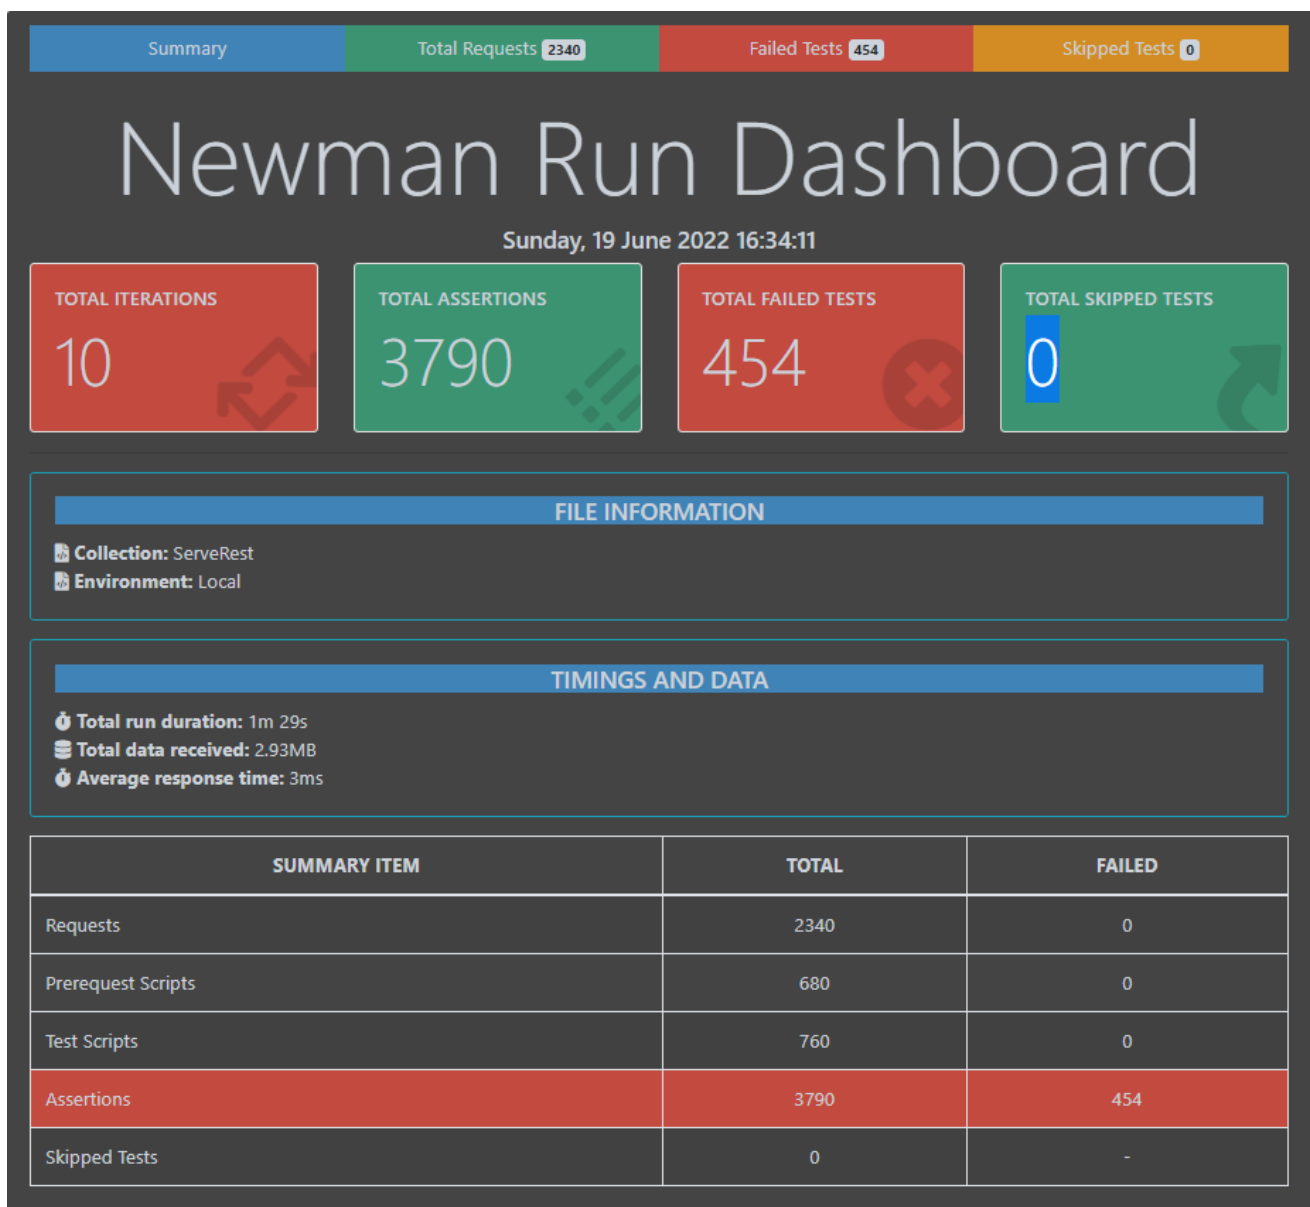 Summary Total Requests 2340 Failed Tests 454 Skipped Tests 0
Newman Run Dashboard
Sunday, 19 June 2022 16:34:11
TOTAL ITERATIONS TOTAL ASSERTIONS TOTAL FAILED TESTS TOTAL SKIPPED TESTS
10 3790 454 0
FILE INFORMATION
Collection: ServeRest
Environment: Local
TIMINGS AND DATA
Total run duration: 1m 29s
Total data received: 2.93MB
Average response time: 3ms
SUMMARY ITEM TOTAL FAILED
Requests 2340 0
Prerequest Scripts 680 0
Test Scripts 760 0
Assertions 3790 454
Skipped Tests 0 -